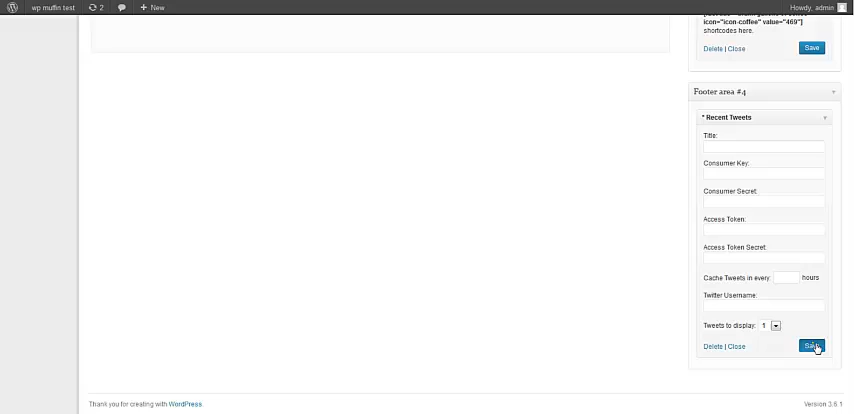 wp muffin test
2
New
Howdy, admin
icon="icon-coffee" value="469"]
shortcodes here.
Delete | Close
Save
Footer area #4
* Recent Tweets
Title:
Consumer Key:
Consumer Secret:
Access Token:
Access Token Secret:
Cache Tweets in every: hours
Twitter Username:
Tweets to display: 1
Delete | Close
Thank you for creating with WordPress.
Version 3.6.1